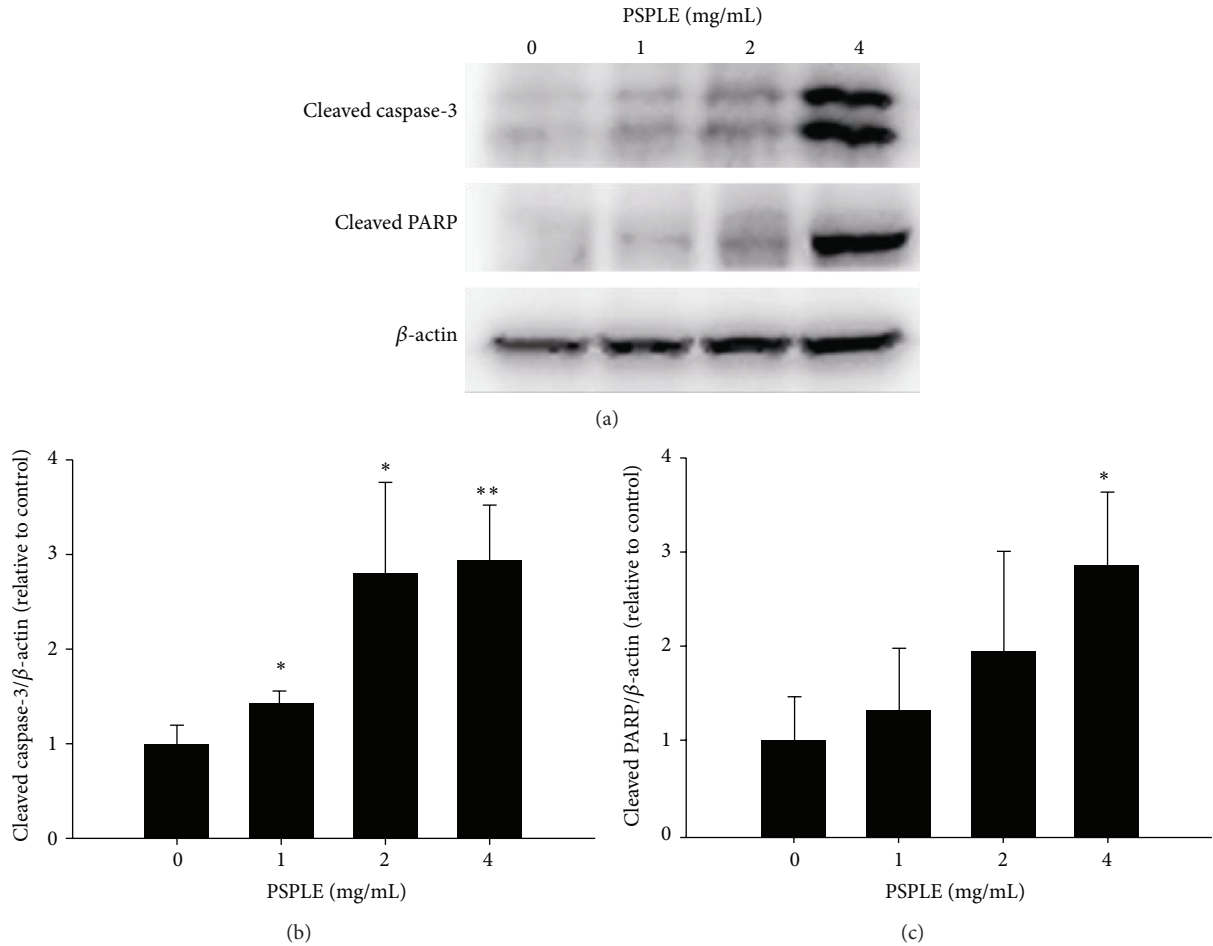 PSPLE (mg/mL)
0 1 2 4
Cleaved caspase-3
Cleaved PARP
β-actin
(a)
Cleaved caspase-3/β-actin (relative to control)
4
3
2
1
0
*
*
**
0 1 2 4
PSPLE (mg/mL)
(b)
Cleaved PARP/β-actin (relative to control)
4
3
2
1
0
*
0 1 2 4
PSPLE (mg/mL)
(c)